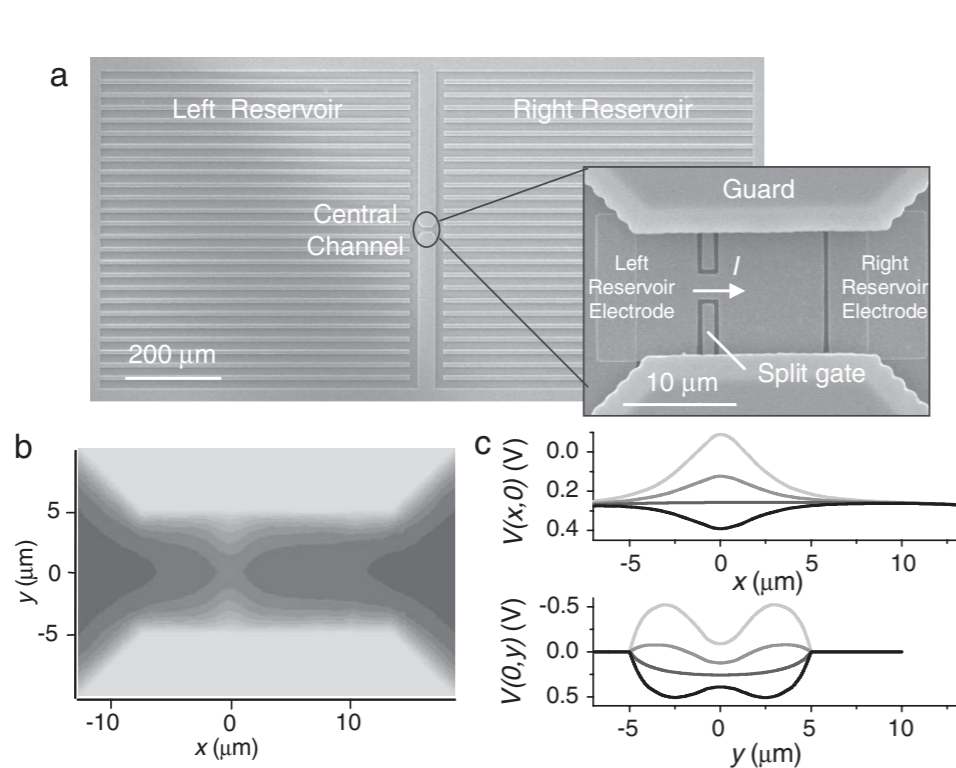 a
Left Reservoir
Right Reservoir
Central
Channel
200 μm
Guard
Left
Reservoir
Electrode
I
Right
Reservoir
Electrode
Split gate
10 μm
b
y (μm)
5
0
-5
-10
0
10
x (μm)
c
V(x,0) (V)
0.0
0.2
0.4
-5
0
5
10
x (μm)
V(0,y) (V)
-0.5
0.0
0.5
-5
0
5
10
y (μm)